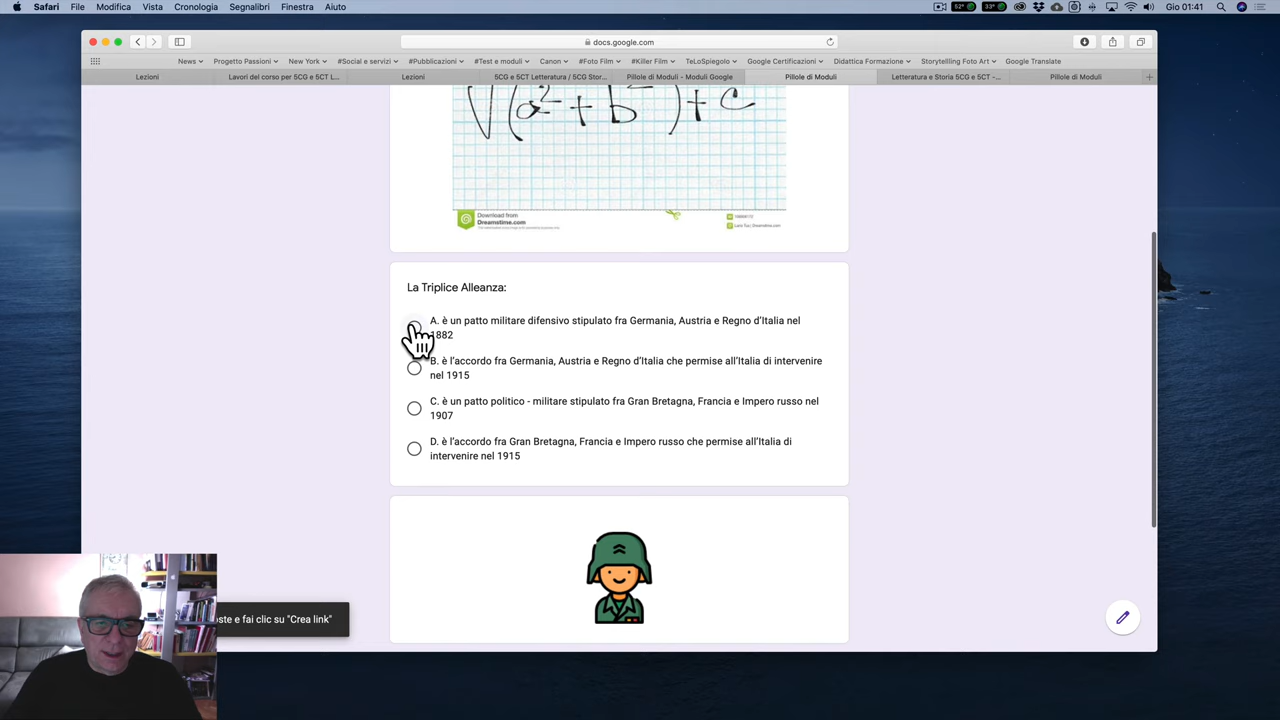 Safari File Modifica Vista Cronologia Segnalibri Finestra Aiuto
52° 33° Gio 01:41
docs.google.com
News Progetto Passioni New York #Social e servizi #Pubblicazioni #Test e moduli Canon #Foto Film #Killer Film TeLoSpiegolo Google Certificazioni Didattica Formazione Storytelling Foto Art Google Translate
Lezioni Lavori del corso per 5CG e 5CT L... Lezioni 5CG e 5CT Letteratura / 5CG Stor... Pillole di Moduli - Moduli Google Pillole di Moduli Letteratura e Storia 5CG e 5CT -... Pillole di Moduli
√(a² + b²) + c
Download from
Dreamstime.com
La Triplice Alleanza:
A. è un patto militare difensivo stipulato fra Germania, Austria e Regno d'Italia nel
1882
B. è l'accordo fra Germania, Austria e Regno d'Italia che permise all'Italia di intervenire
nel 1915
C. è un patto politico - militare stipulato fra Gran Bretagna, Francia e Impero russo nel
1907
D. è l'accordo fra Gran Bretagna, Francia e Impero russo che permise all'Italia di
intervenire nel 1915
ste e fai clic su "Crea link"